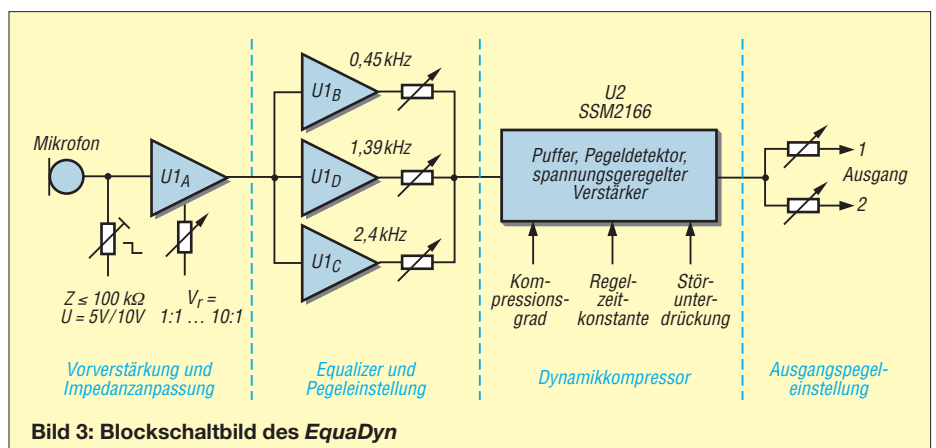 0,45 kHz
U1B
U2
SSM2166
Mikrofon
1,39 kHz
U1A
U1D
Puffer, Pegeldetektor,
spannungsgeregelter
Verstärker
1
Ausgang
2
2,4 kHz
U1C
Z ≤ 100 kΩ
U = 5V/10V
Vr =
1:1 … 10:1
Kom-
pressions-
grad
Regel-
zeit-
konstante
Stör-
unter-
drückung
Vorverstärkung und
Impedanzanpassung
Equalizer und
Pegeleinstellung
Dynamikkompressor
Ausgangspegel-
einstellung
Bild 3: Blockschaltbild des EquaDyn